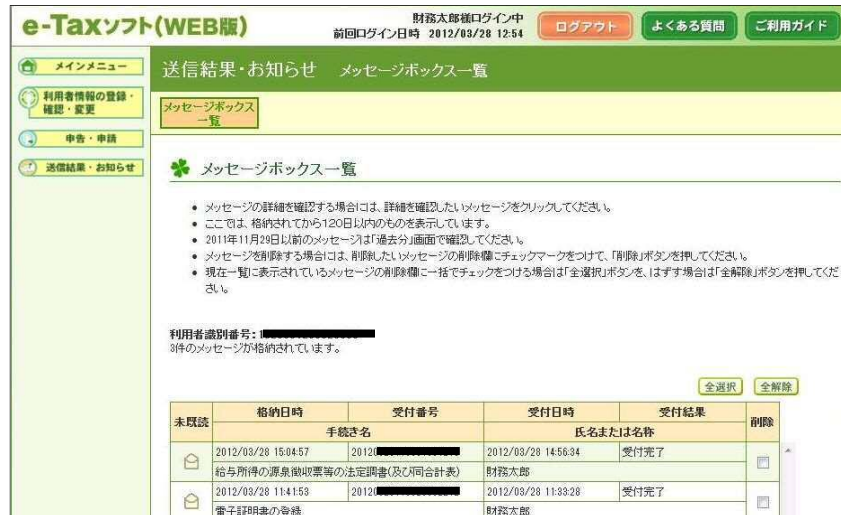 e-Taxソフト(WEB版)
財務太郎様ログイン中
前回ログイン日時 2012/03/28 12:54
ログアウト
よくある質問
ご利用ガイド
メインメニュー
利用者情報の登録・
確認・変更
申告・申請
送信結果・お知らせ
送信結果・お知らせ メッセージボックス一覧
メッセージボックス
一覧
メッセージボックス一覧
• メッセージの詳細を確認する場合には、詳細を確認したいメッセージをクリックしてください。
• ここでは、格納されてから120日以内のものを表示しています。
• 2011年11月29日以前のメッセージは「過去分」画面で確認してください。
• メッセージを削除する場合には、削除したいメッセージの削除欄にチェックマークをつけて、「削除」ボタンを押してください。
• 現在一覧に表示されているメッセージの削除欄に一括でチェックをつける場合は「全選択」ボタンを、はずす場合は「全解除」ボタンを押してくだ
さい。
利用者識別番号:1
3件のメッセージが格納されています。
全選択 全解除
未既読 格納日時 受付番号 受付日時 受付結果 削除
手続き名 氏名または名称
2012/03/28 15:04:57 20120 2012/03/28 14:56:34 受付完了
給与所得の源泉徴収票等の法定調書(及び同合計表) 財務太郎
2012/03/28 11:41:53 20120 2012/03/28 11:33:28 受付完了
電子証明書の登録 財務太郎